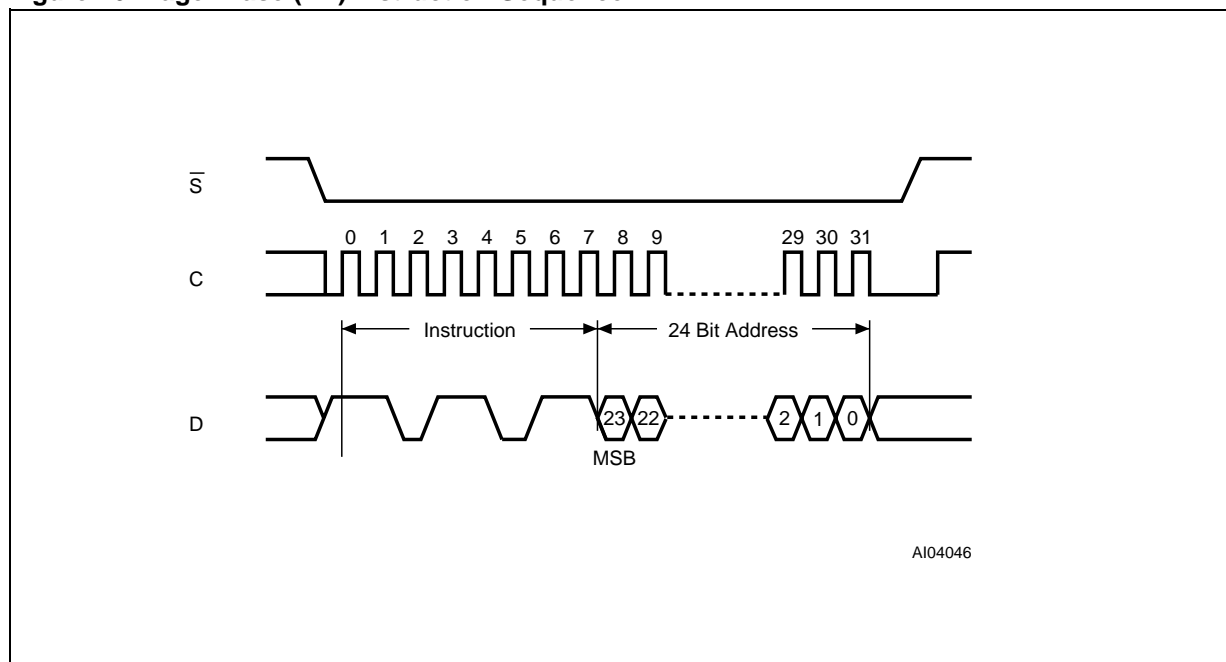 S̅
0 1 2 3 4 5 6 7 8 9 29 30 31
C
Instruction 24 Bit Address
D 23 22 2 1 0
MSB
AI04046